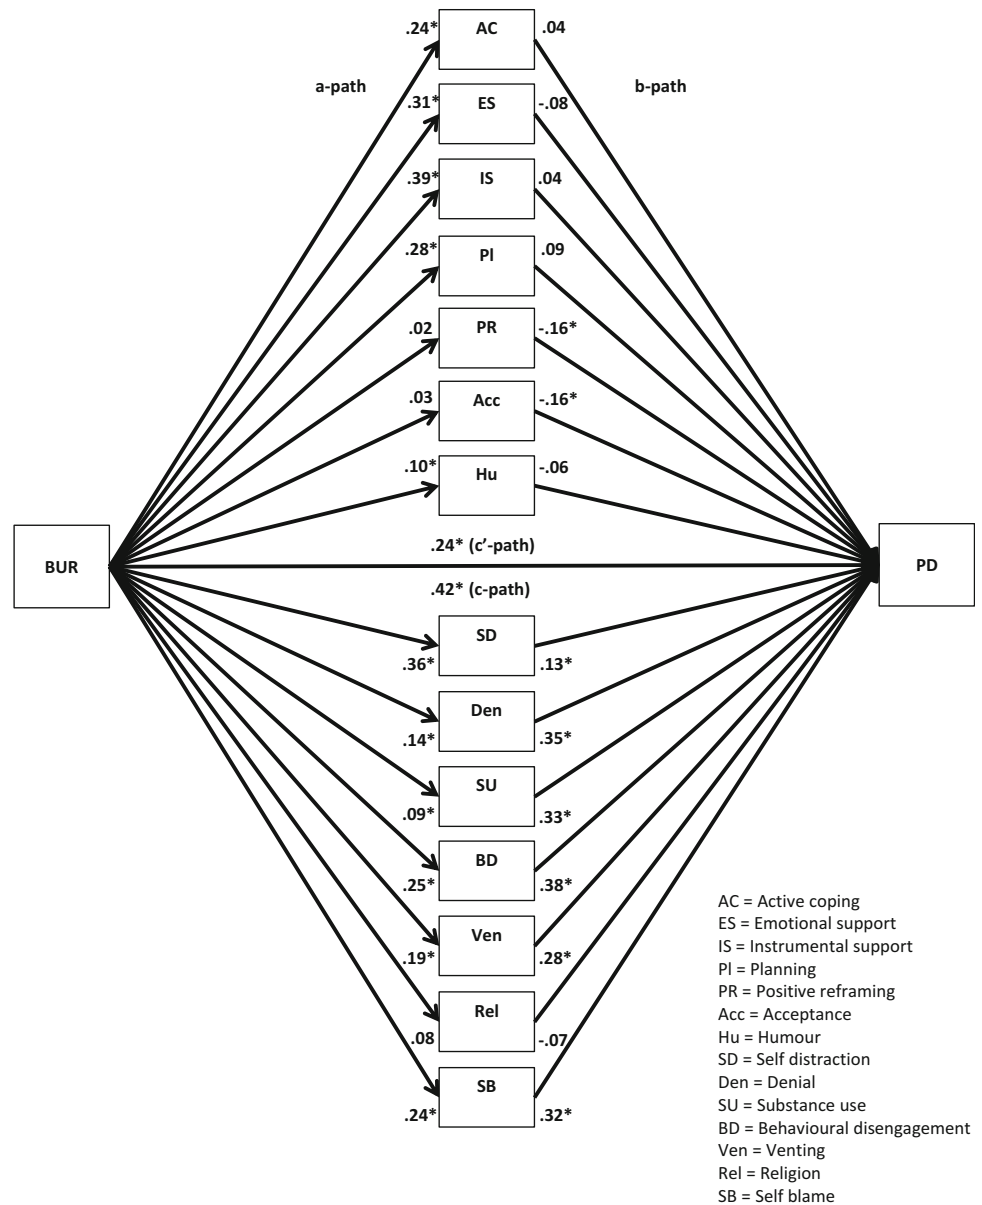 .24* AC .04
a-path b-path
.31* ES -.08
.39* IS .04
.28* Pl .09
.02 PR -.16*
.03 Acc -.16*
.10* Hu -.06
.24* (c’-path)
BUR PD
.42* (c-path)
SD
.36* .13*
Den
.14* .35*
SU
.09* .33*
BD
.25* .38*
Ven
.19* .28*
Rel
.08 -.07
SB
.24* .32*
AC = Active coping
ES = Emotional support
IS = Instrumental support
Pl = Planning
PR = Positive reframing
Acc = Acceptance
Hu = Humour
SD = Self distraction
Den = Denial
SU = Substance use
BD = Behavioural disengagement
Ven = Venting
Rel = Religion
SB = Self blame